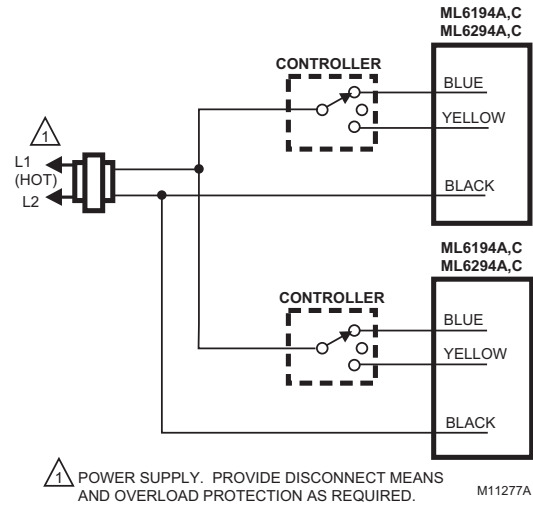 ML6194A,C
ML6294A,C
CONTROLLER
BLUE
YELLOW
1
L1
(HOT)
L2
BLACK
ML6194A,C
ML6294A,C
CONTROLLER
BLUE
YELLOW
BLACK
1 POWER SUPPLY. PROVIDE DISCONNECT MEANS
AND OVERLOAD PROTECTION AS REQUIRED.
M11277A